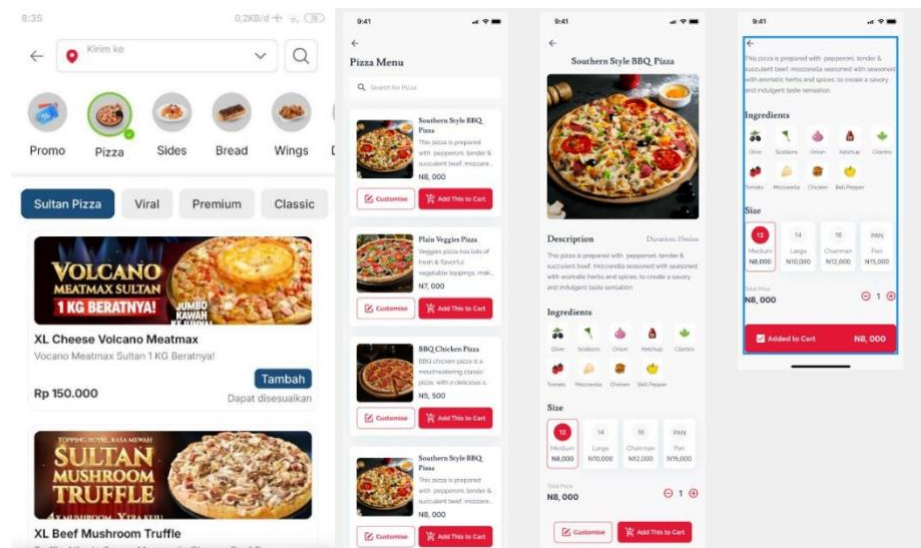 8:35
0,2KB/d
Kirim ke
Promo
Pizza
Sides
Bread
Wings
Sultan Pizza
Viral
Premium
Classic
VOLCANO
MEATMAX SULTAN
1 KG BERATNYA!
JUMBO
KAWAH
XL Cheese Volcano Meatmax
Vocano Meatmax Sultan 1 KG Beratnya!
Tambah
Rp 150.000
Dapat disesuaikan
TOPPING ROYAL, RASA MEWAH
SULTAN
MUSHROOM
TRUFFLE
XL Beef Mushroom Truffle
9:41
Pizza Menu
Search for Pizza
Southern Style BBQ
Pizza
This pizza is prepared
with pepperoni, tender &
succulent beef, mozzare..
N8, 000
Customise
Add This to Cart
Plain Veggies Pizza
Veggies pizza has lots of
fresh & flavorful
vegetable toppings, mak..
N7, 000
Customise
Add This to Cart
BBQ Chicken Pizza
BBQ chicken pizza is a
mouthwatering classic
pizza, with a delicious s..
N5, 500
Customise
Add This to Cart
Southern Style BBQ
Pizza
This pizza is prepared
with pepperoni, tender &
succulent beef, mozzare..
N8, 000
Customise
Add This to Cart
9:41
Southern Style BBQ Pizza
Description
Duration: 15mins
This pizza is prepared with pepperoni, tender &
succulent beef, mozzarella seasoned with seasoned
with aromatic herbs and spices, to create a savory
and indulgent taste sensation.
Ingredients
Olive
Scallions
Onion
Ketchup
Cilantro
Tomato
Mozzarella
Chicken
Bell Pepper
Size
12
14
16
PAN
Medium
Large
Chairman
Pan
N8,000
N10,000
N12,000
N15,000
Total Price
N8, 000
1
Customise
Add This to Cart
9:41
This pizza is prepared with pepperoni, tender &
succulent beef, mozzarella seasoned with seasoned
with aromatic herbs and spices, to create a savory
and indulgent taste sensation.
Ingredients
Olive
Scallions
Onion
Ketchup
Cilantro
Tomato
Mozzarella
Chicken
Bell Pepper
Size
12
14
16
PAN
Medium
Large
Chairman
Pan
N8,000
N10,000
N12,000
N15,000
Total Price
N8, 000
1
Added to Cart
N8, 000